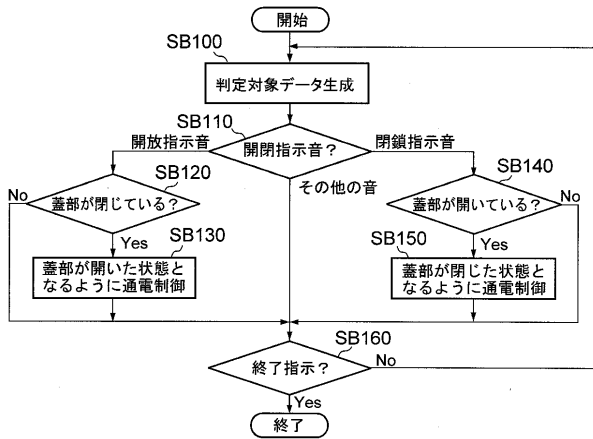 開始
SB100
判定対象データ生成
SB110
開閉指示音?
開放指示音
閉鎖指示音
その他の音
SB120
蓋部が閉じている?
No
Yes
SB130
蓋部が開いた状態と
なるように通電制御
SB140
蓋部が開いている?
No
Yes
SB150
蓋部が閉じた状態と
なるように通電制御
SB160
終了指示?
No
Yes
終了